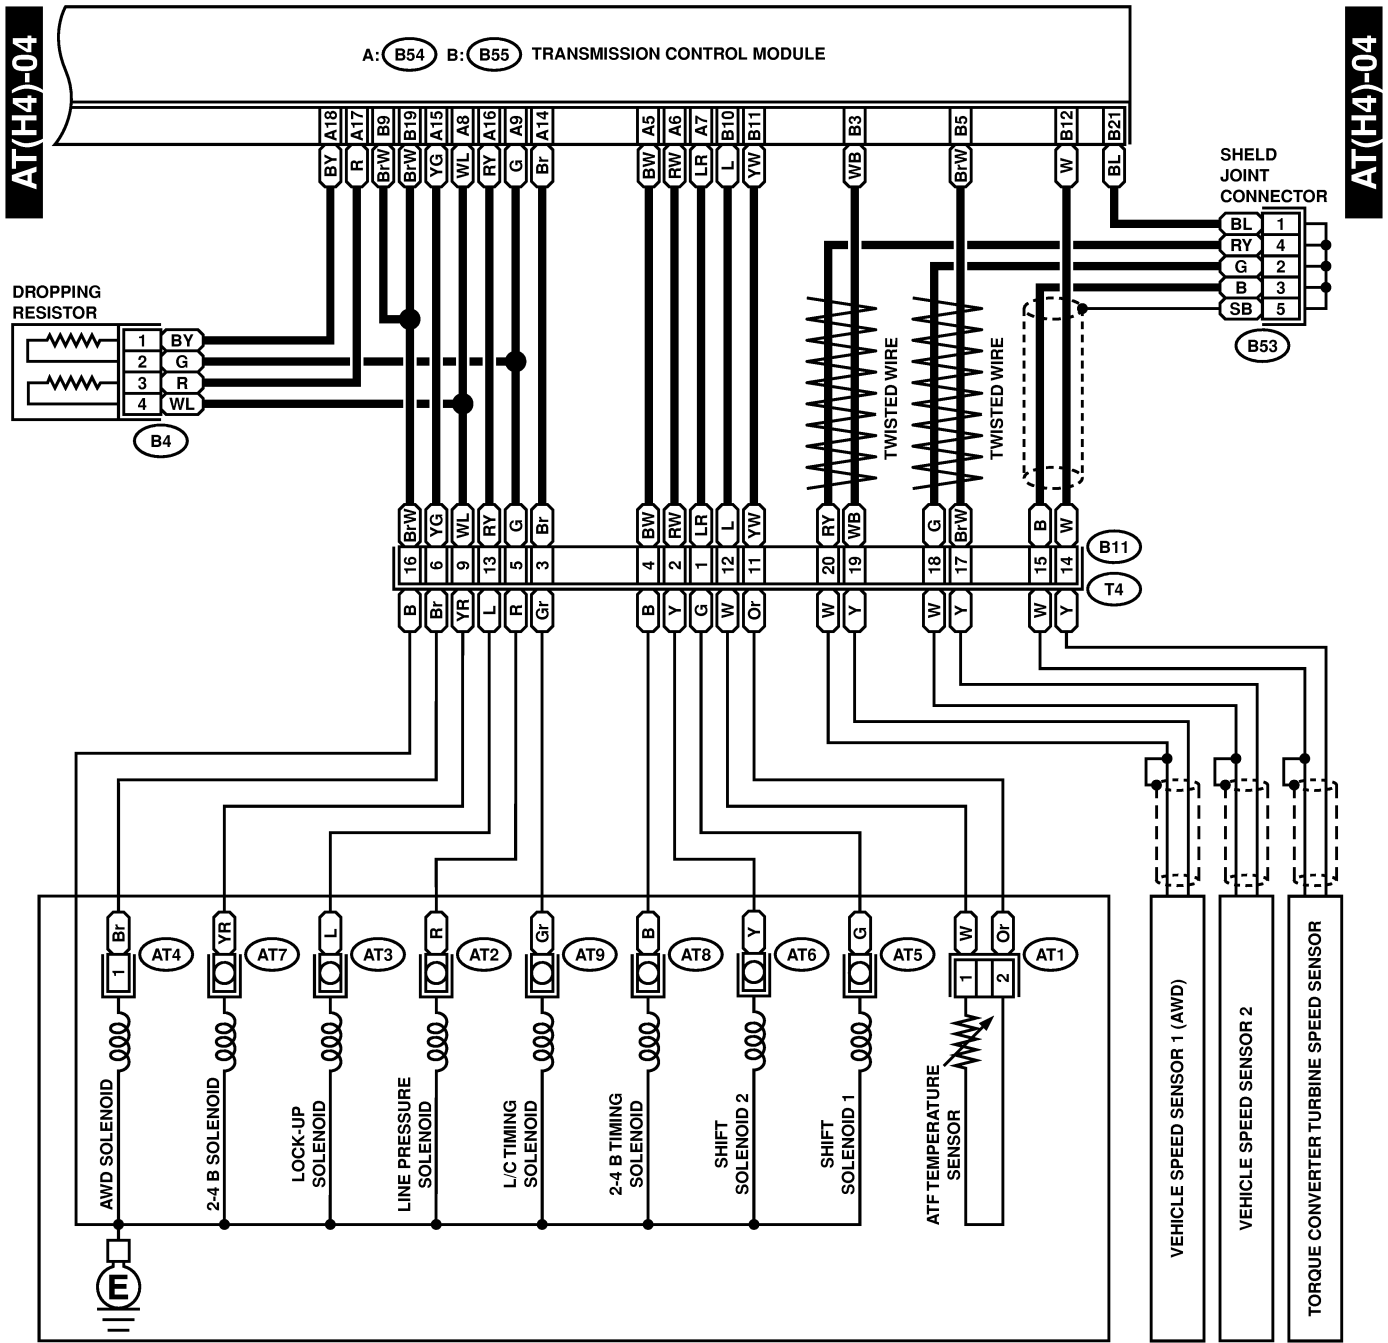 AT(H4)-04
AT(H4)-04
A: B54 B: B55 TRANSMISSION CONTROL MODULE
A18 A17 B9 B19 A15 A8 A16 A9 A14 A5 A6 A7 B10 B11 B3 B5 B12 B21
BY R BrW BrW YG WL RY G Br BW RW LR L YW WB BrW W BL
SHELD
JOINT
CONNECTOR
BL 1
RY 4
G 2
B 3
SB 5
B53
DROPPING
RESISTOR
1 BY
2 G
3 R
4 WL
B4
TWISTED WIRE
TWISTED WIRE
BrW YG WL RY G Br BW RW LR L YW RY WB G BrW B W
16 6 9 13 5 3 4 2 1 12 11 20 19 18 17 15 14
B11
T4
B Br YR L R Gr B Y G W Or W Y W Y W Y
Br YR L R Gr B Y G W Or
1 AT4 AT7 AT3 AT2 AT9 AT8 AT6 AT5 1 2 AT1
AWD SOLENOID
2-4 B SOLENOID
LOCK-UP
SOLENOID
LINE PRESSURE
SOLENOID
L/C TIMING
SOLENOID
2-4 B TIMING
SOLENOID
SHIFT
SOLENOID 2
SHIFT
SOLENOID 1
ATF TEMPERATURE
SENSOR
VEHICLE SPEED SENSOR 1 (AWD)
VEHICLE SPEED SENSOR 2
TORQUE CONVERTER TURBINE SPEED SENSOR
E